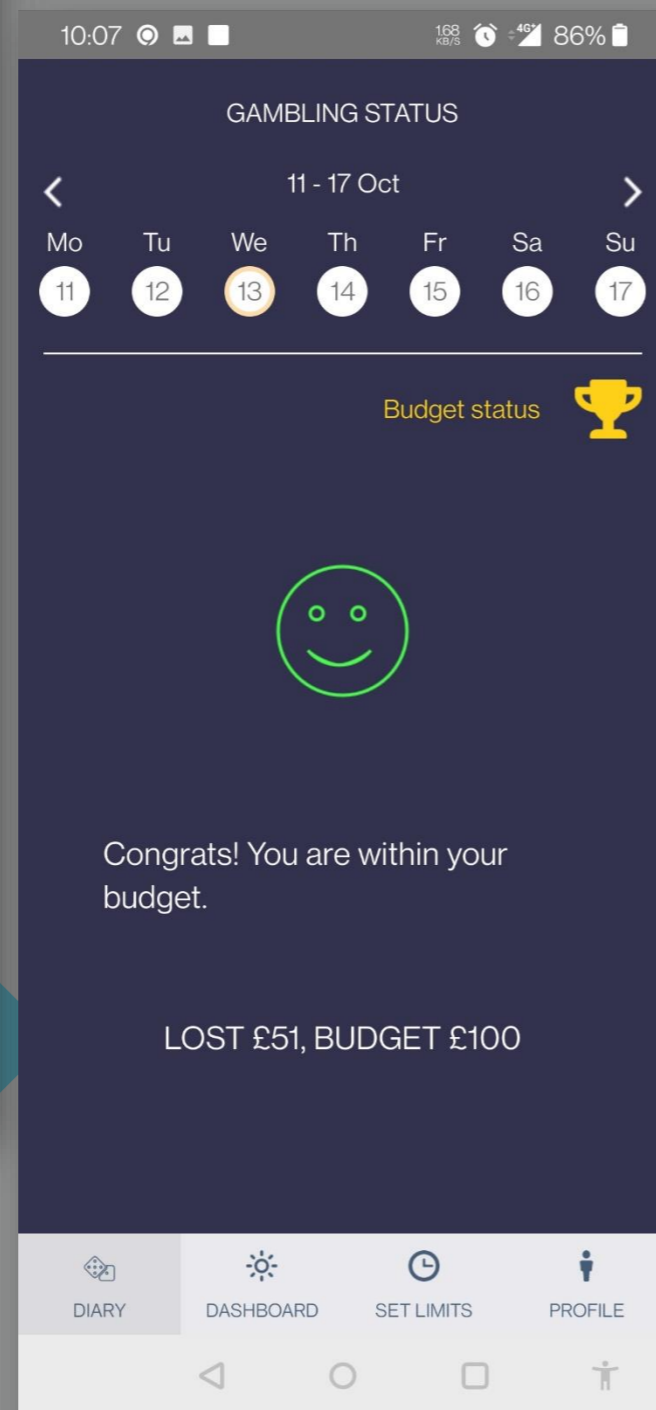 10:07 168 KB/S 4G+ 86%
GAMBLING STATUS
11 - 17 Oct
Mo Tu We Th Fr Sa Su
11 12 13 14 15 16 17
Budget status
Congrats! You are within your
budget.
LOST £51, BUDGET £100
DIARY DASHBOARD SET LIMITS PROFILE